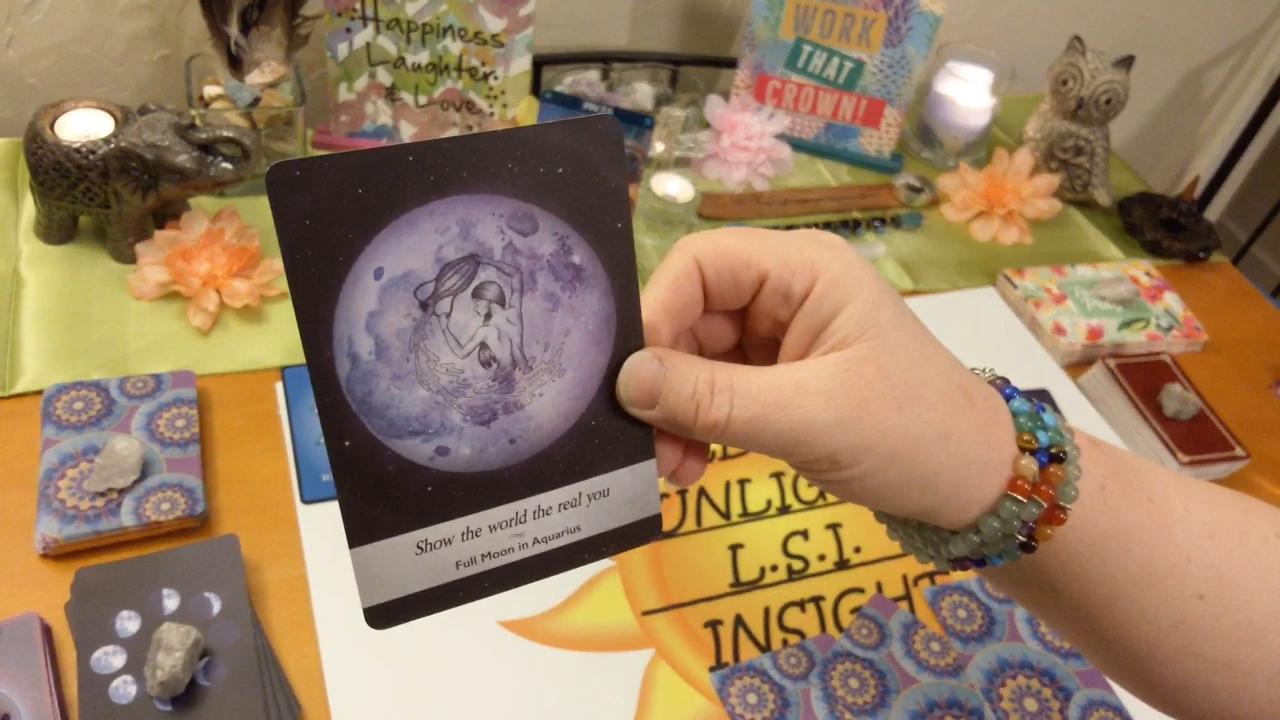 Happiness
Laughter
& Love
WORK
THAT
CROWN!
Show the world the real you
Full Moon in Aquarius
L.S.I.
INSIGHT